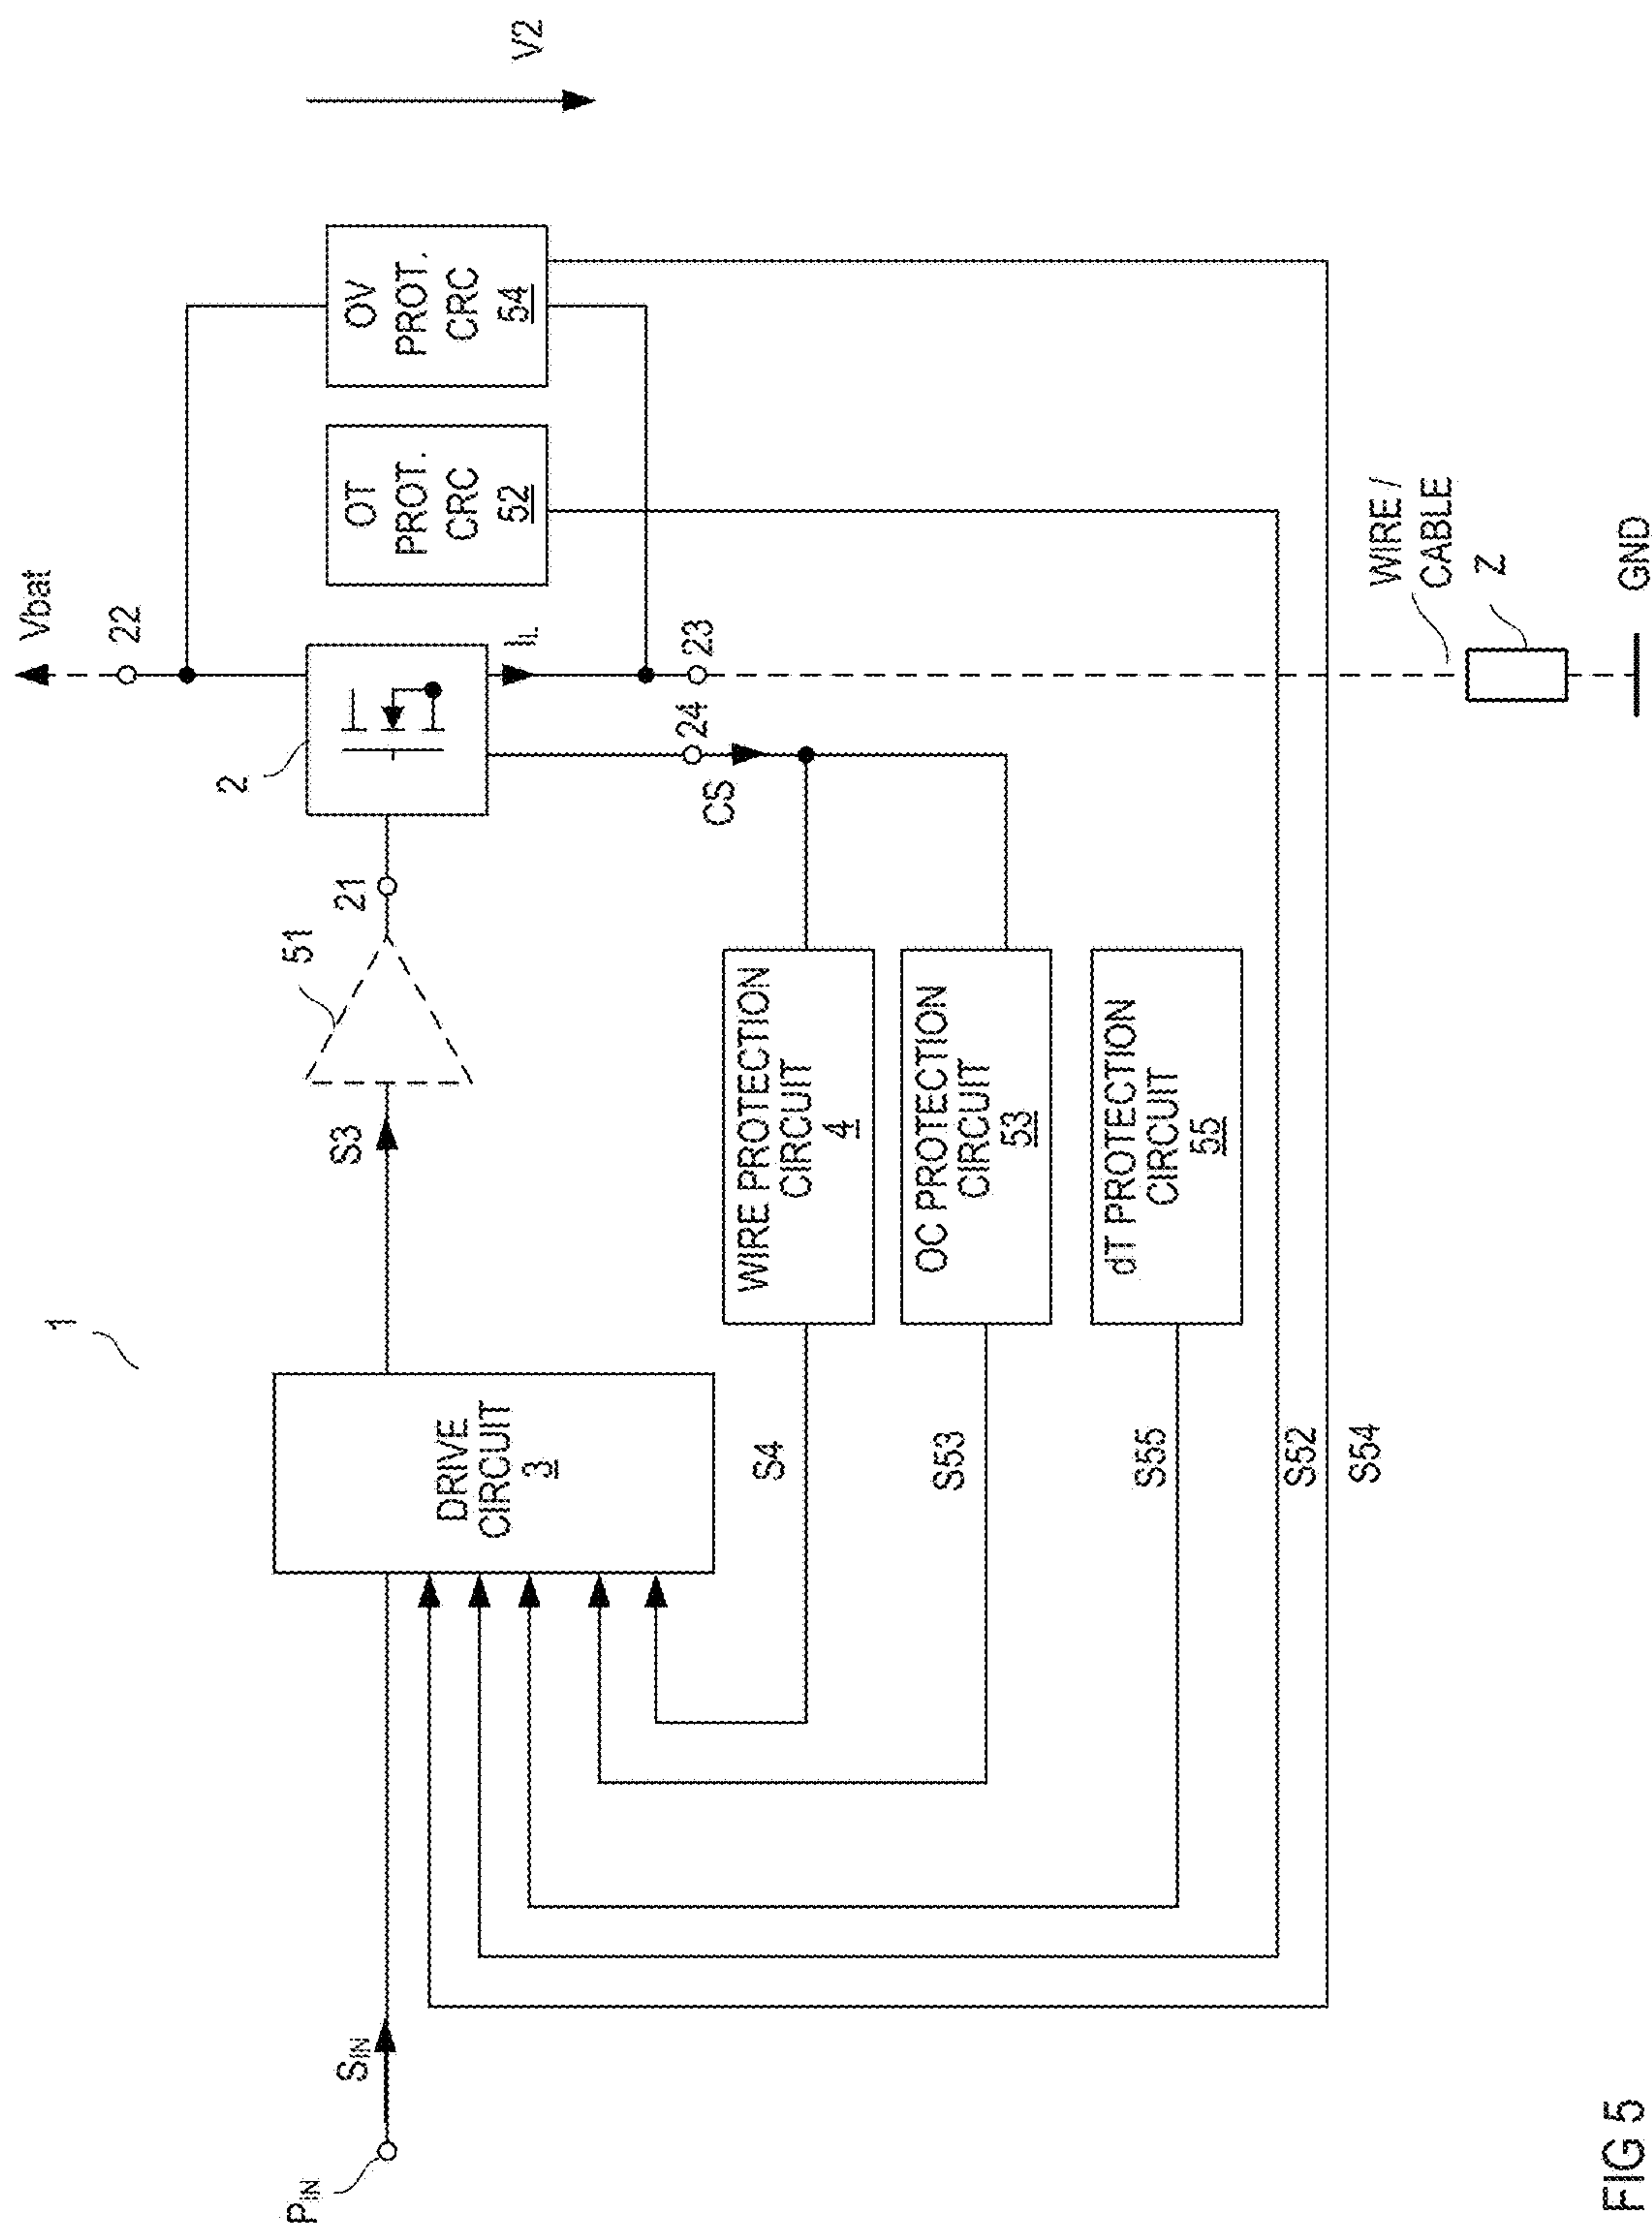 Vbat
22
V2
2
OT
PROT.
CRC
52
OV
PROT.
CRC
54
51
21
IL
PIN
SIN
DRIVE
CIRCUIT
3
S3
1
24
23
CS
S4
WIRE PROTECTION
CIRCUIT
4
S53
OC PROTECTION
CIRCUIT
53
S55
dT PROTECTION
CIRCUIT
55
S52
S54
WIRE /
CABLE
Z
GND
FIG 5